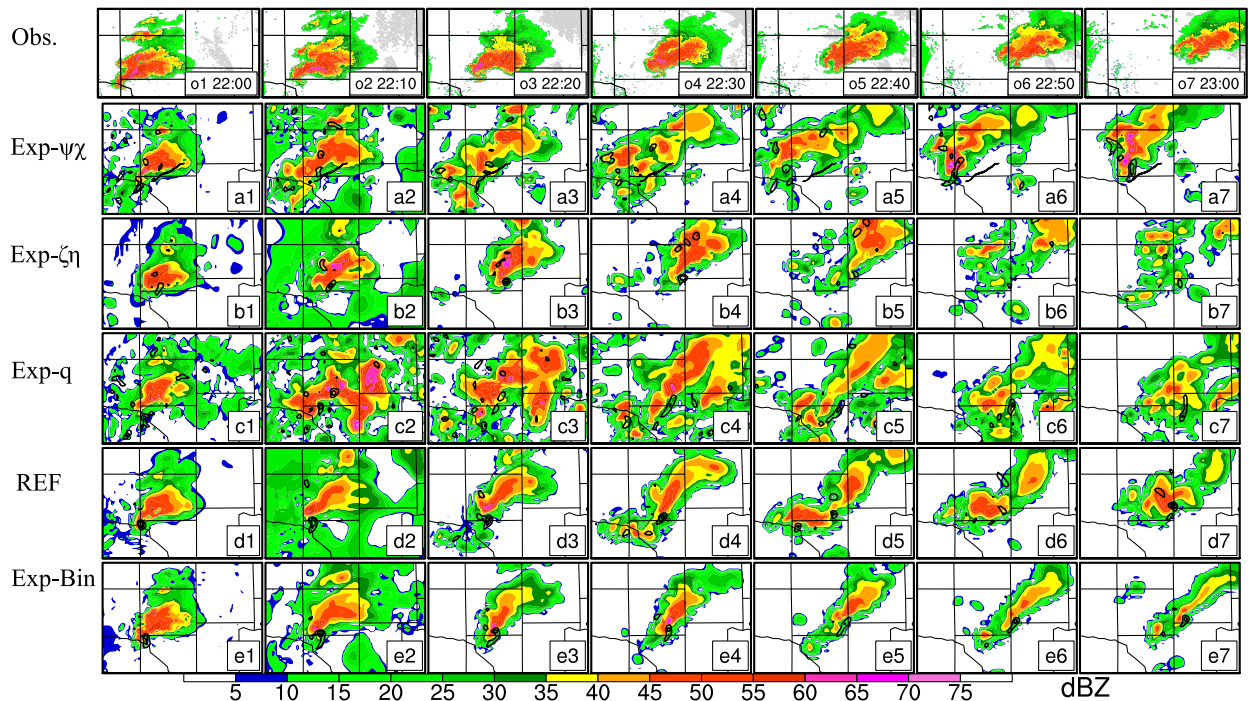 Obs. o1 22:00 o2 22:10 o3 22:20 o4 22:30 o5 22:40 o6 22:50 o7 23:00
Exp-ψχ a1 a2 a3 a4 a5 a6 a7
Exp-ζη b1 b2 b3 b4 b5 b6 b7
Exp-q c1 c2 c3 c4 c5 c6 c7
REF d1 d2 d3 d4 d5 d6 d7
Exp-Bin e1 e2 e3 e4 e5 e6 e7
5 10 15 20 25 30 35 40 45 50 55 60 65 70 75 dBZ